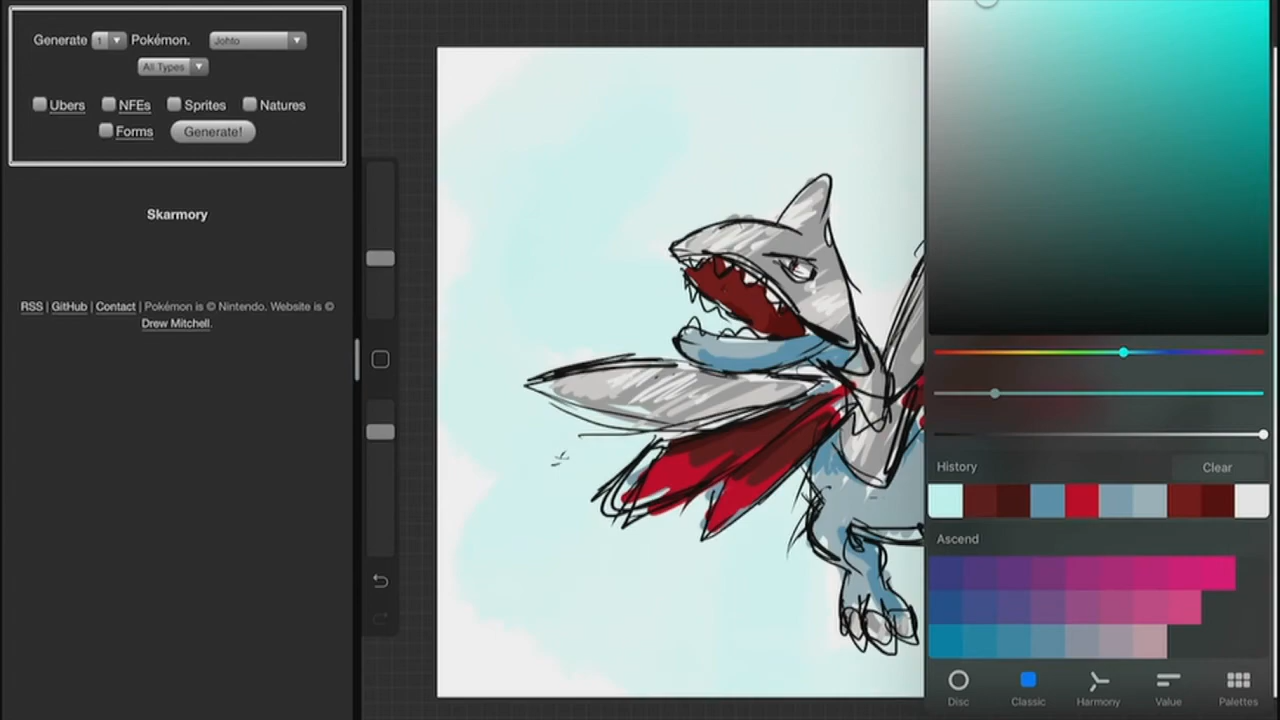 Generate 1 Pokémon. Johto
All Types
Ubers NFEs Sprites Natures
Forms Generate!
Skarmory
RSS | GitHub | Contact | Pokémon is © Nintendo. Website is ©
Drew Mitchell.
History Clear
Ascend
Disc Classic Harmony Value Palettes